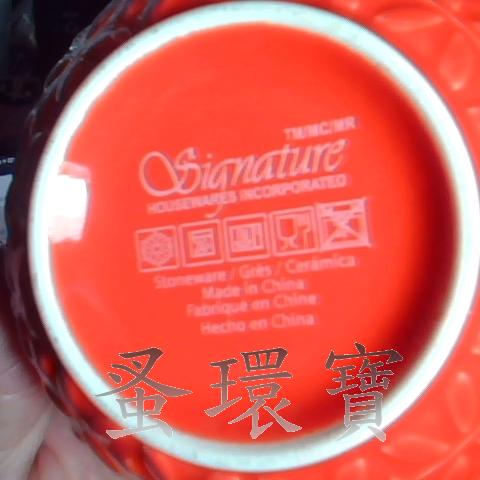 TM/MC/MR
Signature
HOUSEWARES INCORPORATED
Stoneware / Grès / Cerámica
Made in China
Fabriqué en Chine
Hecho en China
蚤環寶